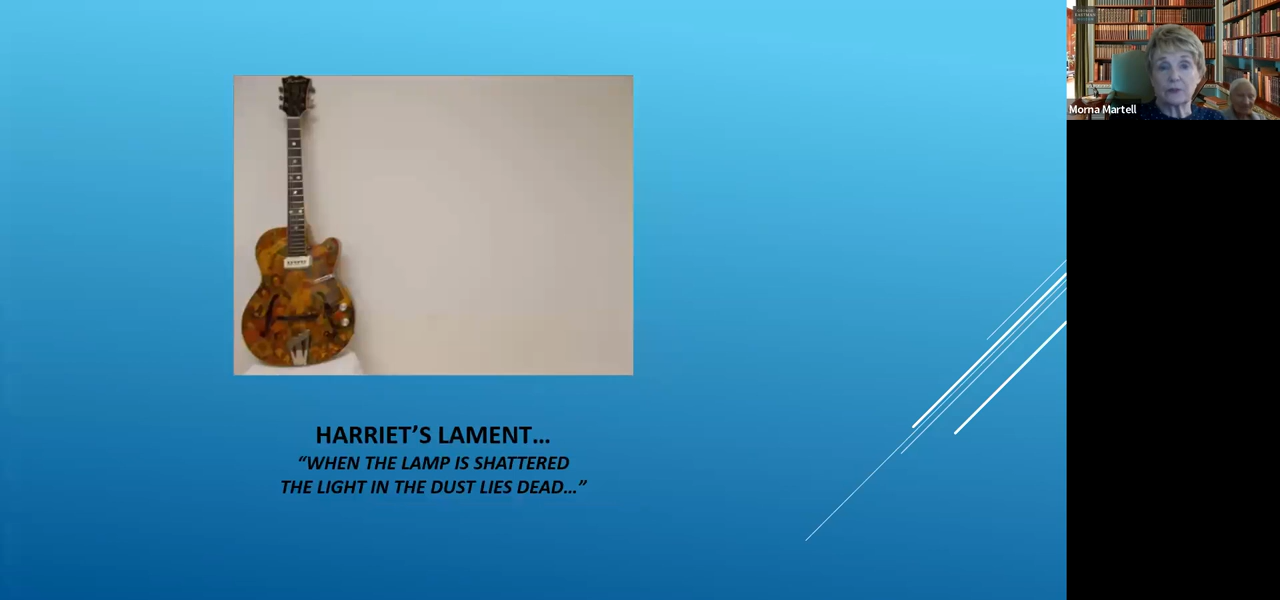 HARRIET’S LAMENT…
“WHEN THE LAMP IS SHATTERED
THE LIGHT IN THE DUST LIES DEAD…”
Morna Martell